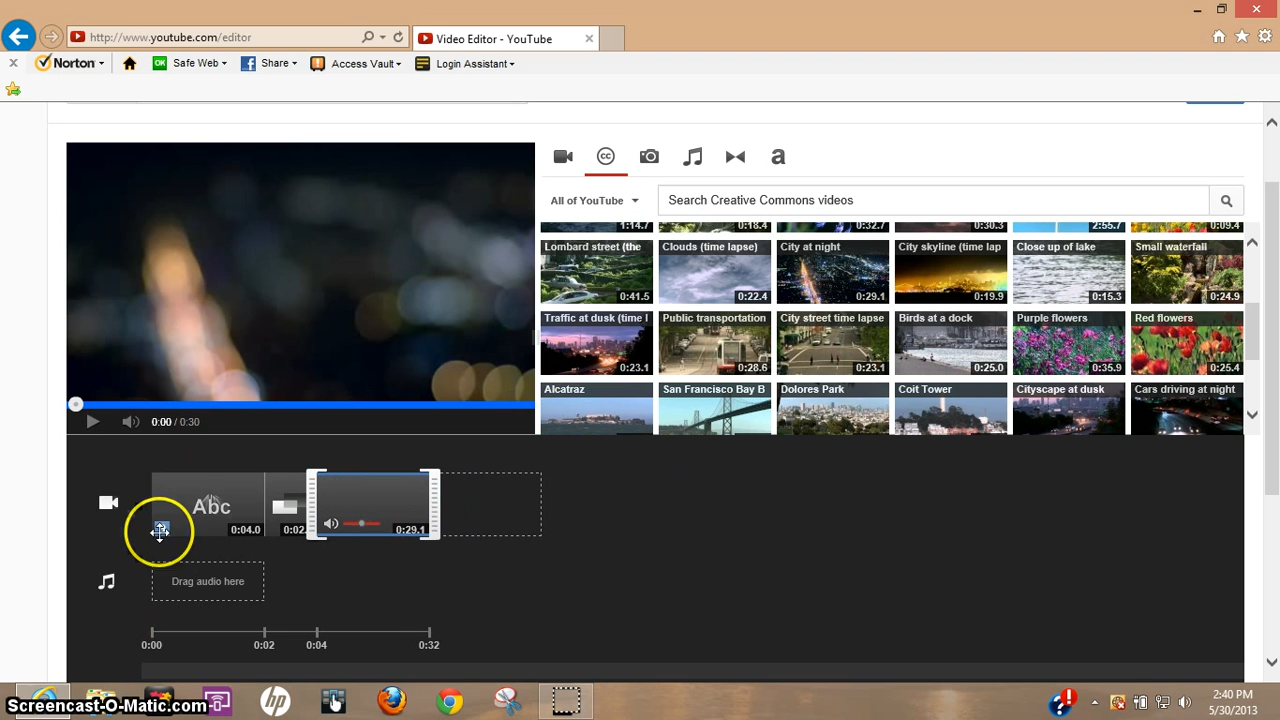 http://www.youtube.com/editor
Video Editor - YouTube
Norton
OK
Safe Web
Share
Access Vault
Login Assistant
cc
a
All of YouTube
Search Creative Commons videos
1:14.7
0:18.4
0:32.7
0:30.3
2:55.7
0:09.4
Lombard street (the
Clouds (time lapse)
City at night
City skyline (time lap
Close up of lake
Small waterfall
0:41.5
0:22.4
0:29.1
0:19.9
0:15.3
0:24.9
Traffic at dusk (time l
Public transportation
City street time lapse
Birds at a dock
Purple flowers
Red flowers
0:23.1
0:28.6
0:23.1
0:25.0
0:35.9
0:25.4
Alcatraz
San Francisco Bay B
Dolores Park
Coit Tower
Cityscape at dusk
Cars driving at night
0:00 / 0:30
Abc
0:04.0
0:02.
0:29.1
Drag audio here
0:00
0:02
0:04
0:32
hp
Screencast-O-Matic.com
2:40 PM
5/30/2013